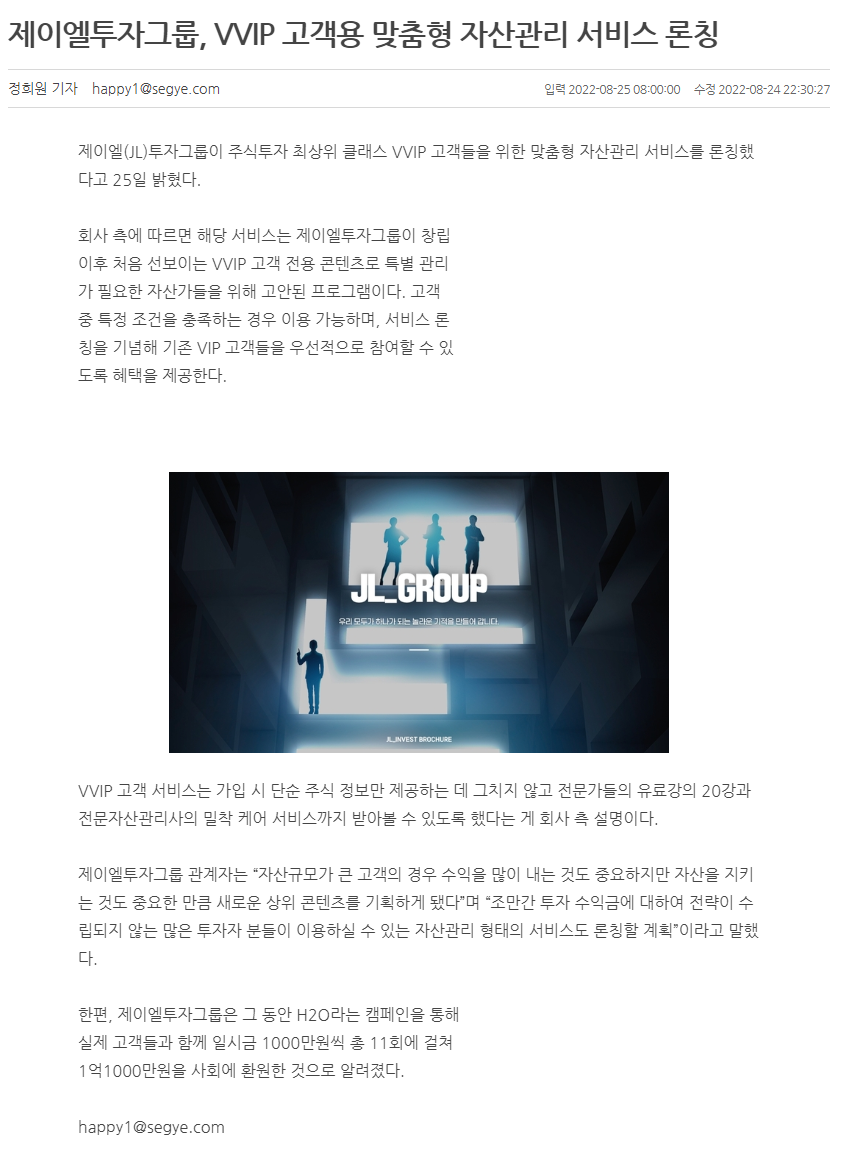 제이엘투자그룹, VVIP 고객용 맞춤형 자산관리 서비스 론칭
정희원 기자 happy1@segye.com
입력 2022-08-25 08:00:00 수정 2022-08-24 22:30:27
제이엘(JL)투자그룹이 주식투자 최상위 클래스 VVIP 고객들을 위한 맞춤형 자산관리 서비스를 론칭했
다고 25일 밝혔다.
회사 측에 따르면 해당 서비스는 제이엘투자그룹이 창립
이후 처음 선보이는 VVIP 고객 전용 콘텐츠로 특별 관리
가 필요한 자산가들을 위해 고안된 프로그램이다. 고객
중 특정 조건을 충족하는 경우 이용 가능하며, 서비스 론
칭을 기념해 기존 VIP 고객들을 우선적으로 참여할 수 있
도록 혜택을 제공한다.
JL_GROUP
우리 모두가 하나가 되는 놀라운 기적을 만들어 갑니다
JL_INVEST BROCHURE
VVIP 고객 서비스는 가입 시 단순 주식 정보만 제공하는 데 그치지 않고 전문가들의 유료강의 20강과
전문자산관리사의 밀착 케어 서비스까지 받아볼 수 있도록 했다는 게 회사 측 설명이다.
제이엘투자그룹 관계자는 “자산규모가 큰 고객의 경우 수익을 많이 내는 것도 중요하지만 자산을 지키
는 것도 중요한 만큼 새로운 상위 콘텐츠를 기획하게 됐다”며 “조만간 투자 수익금에 대하여 전략이 수
립되지 않는 많은 투자자 분들이 이용하실 수 있는 자산관리 형태의 서비스도 론칭할 계획”이라고 말했
다.
한편, 제이엘투자그룹은 그 동안 H2O라는 캠페인을 통해
실제 고객들과 함께 일시금 1000만원씩 총 11회에 걸쳐
1억1000만원을 사회에 환원한 것으로 알려졌다.
happy1@segye.com